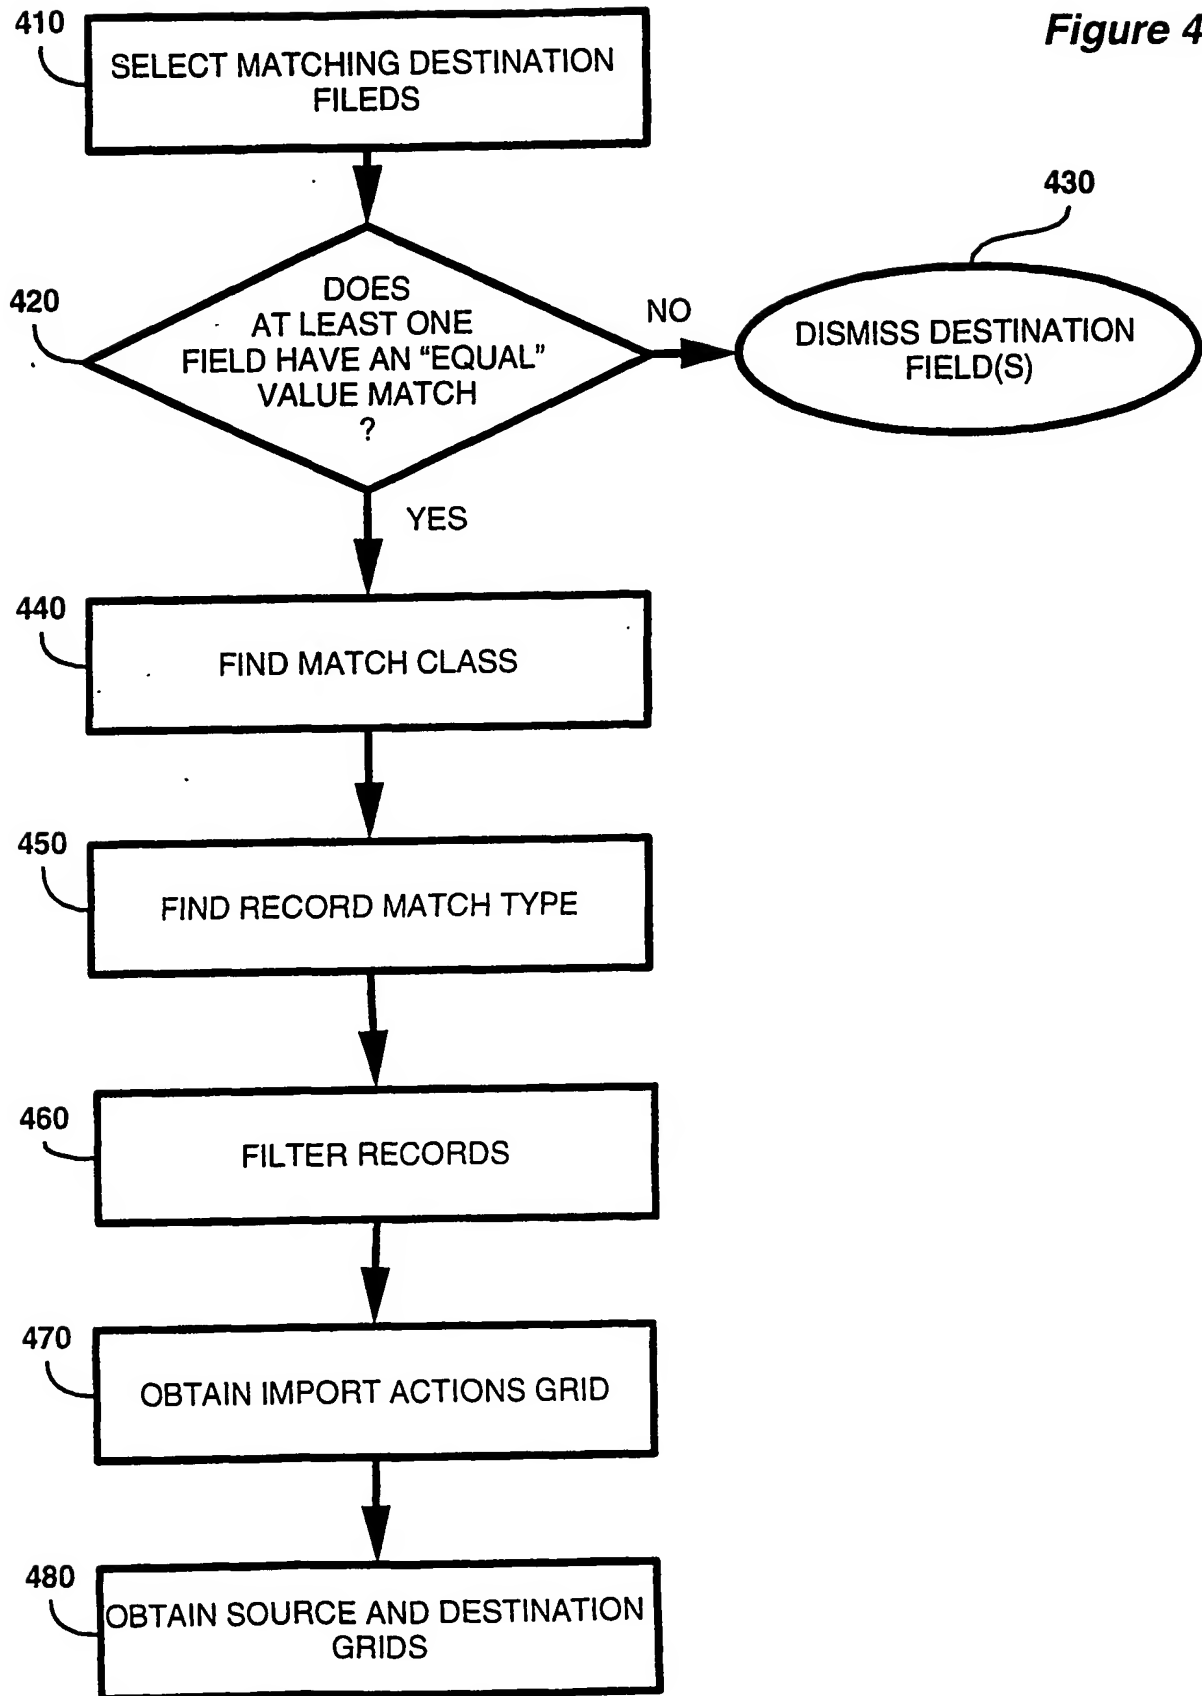 Figure 4
410
SELECT MATCHING DESTINATION
FILEDS
420
DOES
AT LEAST ONE
FIELD HAVE AN “EQUAL”
VALUE MATCH
?
NO
430
DISMISS DESTINATION
FIELD(S)
YES
440
FIND MATCH CLASS
450
FIND RECORD MATCH TYPE
460
FILTER RECORDS
470
OBTAIN IMPORT ACTIONS GRID
480
OBTAIN SOURCE AND DESTINATION
GRIDS